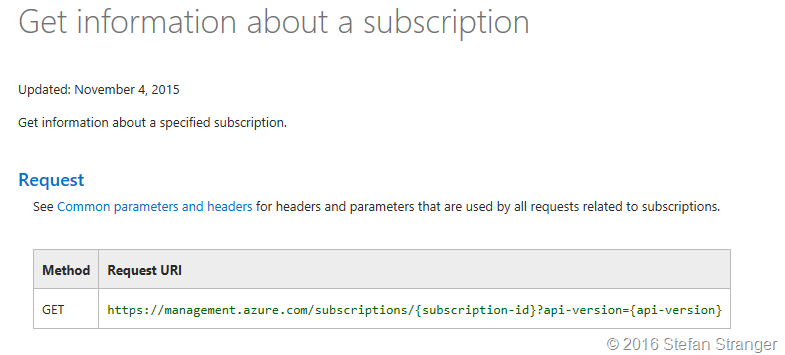 Get information about a subscription
Updated: November 4, 2015
Get information about a specified subscription.
Request
See Common parameters and headers for headers and parameters that are used by all requests related to subscriptions.
Method Request URI
GET https://management.azure.com/subscriptions/{subscription-id}?api-version={api-version}
© 2016 Stefan Stranger